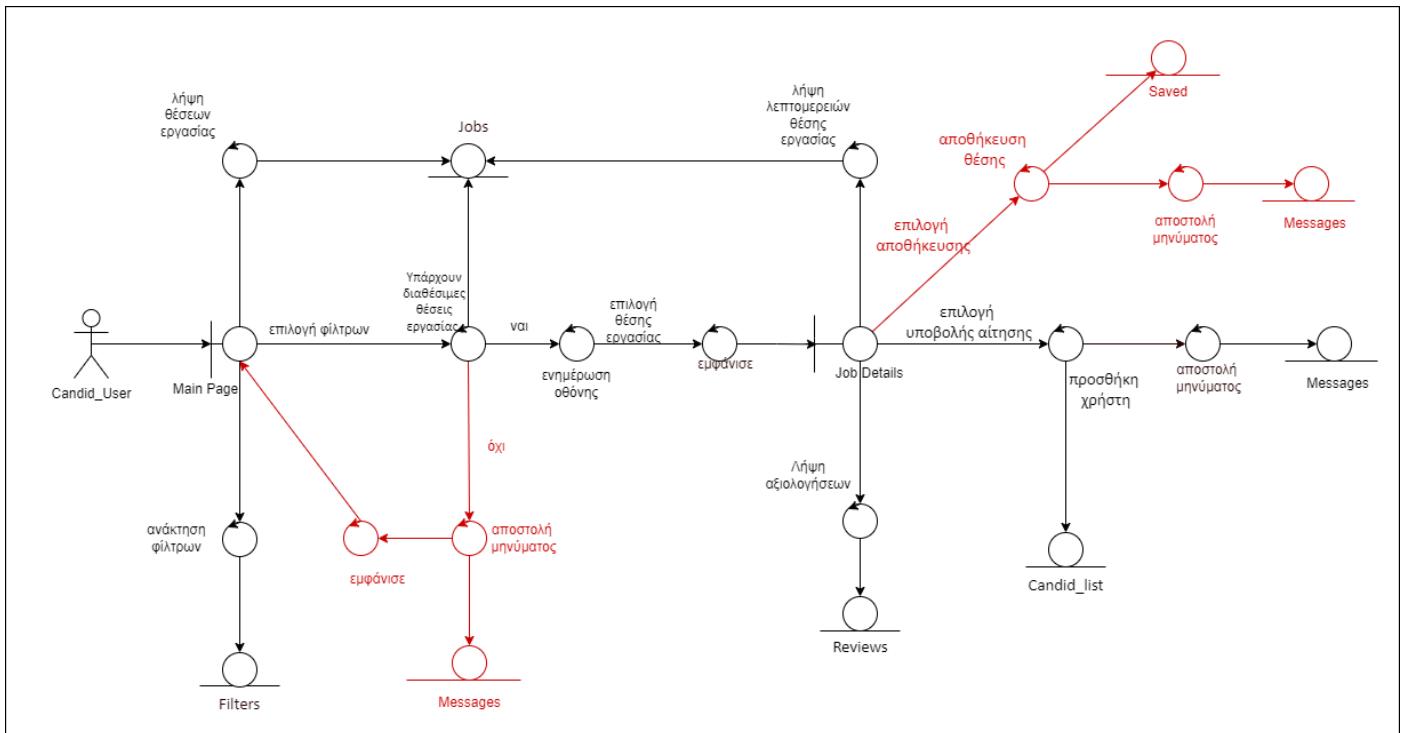 Saved
λήψη
θέσεων
εργασίας
Jobs
λήψη
λεπτομερειών
θέσης
εργασίας
αποθήκευση
θέσης
αποστολή
μηνύματος
Messages
επιλογή
αποθήκευσης
Candid_User
Main Page
επιλογή φίλτρων
Υπάρχουν
διαθέσιμες
θέσεις
εργασίας
ναι
ενημέρωση
οθόνης
επιλογή
θέσης
εργασίας
εμφάνισε
Job Details
επιλογή
υποβολής αίτησης
προσθήκη
χρήστη
αποστολή
μηνύματος
Messages
όχι
ανάκτηση
φίλτρων
εμφάνισε
αποστολή
μηνύματος
Λήψη
αξιολογήσεων
Candid_list
Reviews
Filters
Messages